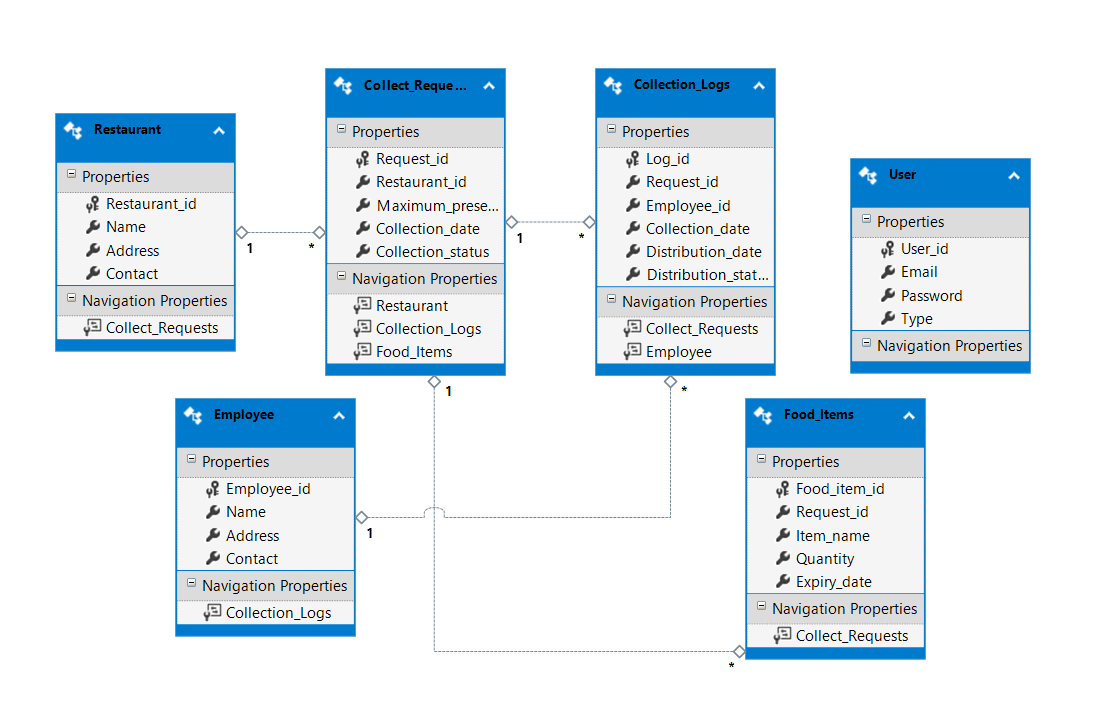 Restaurant
Properties
Restaurant_id
Name
Address
Contact
Navigation Properties
Collect_Requests
1
*
Collect_Reque...
Properties
Request_id
Restaurant_id
Maximum_prese...
Collection_date
Collection_status
Navigation Properties
Restaurant
Collection_Logs
Food_Items
1
*
1
Collection_Logs
Properties
Log_id
Request_id
Employee_id
Collection_date
Distribution_date
Distribution_stat...
Navigation Properties
Collect_Requests
Employee
*
User
Properties
User_id
Email
Password
Type
Navigation Properties
Employee
Properties
Employee_id
Name
Address
Contact
Navigation Properties
Collection_Logs
1
Food_Items
Properties
Food_item_id
Request_id
Item_name
Quantity
Expiry_date
Navigation Properties
Collect_Requests
*